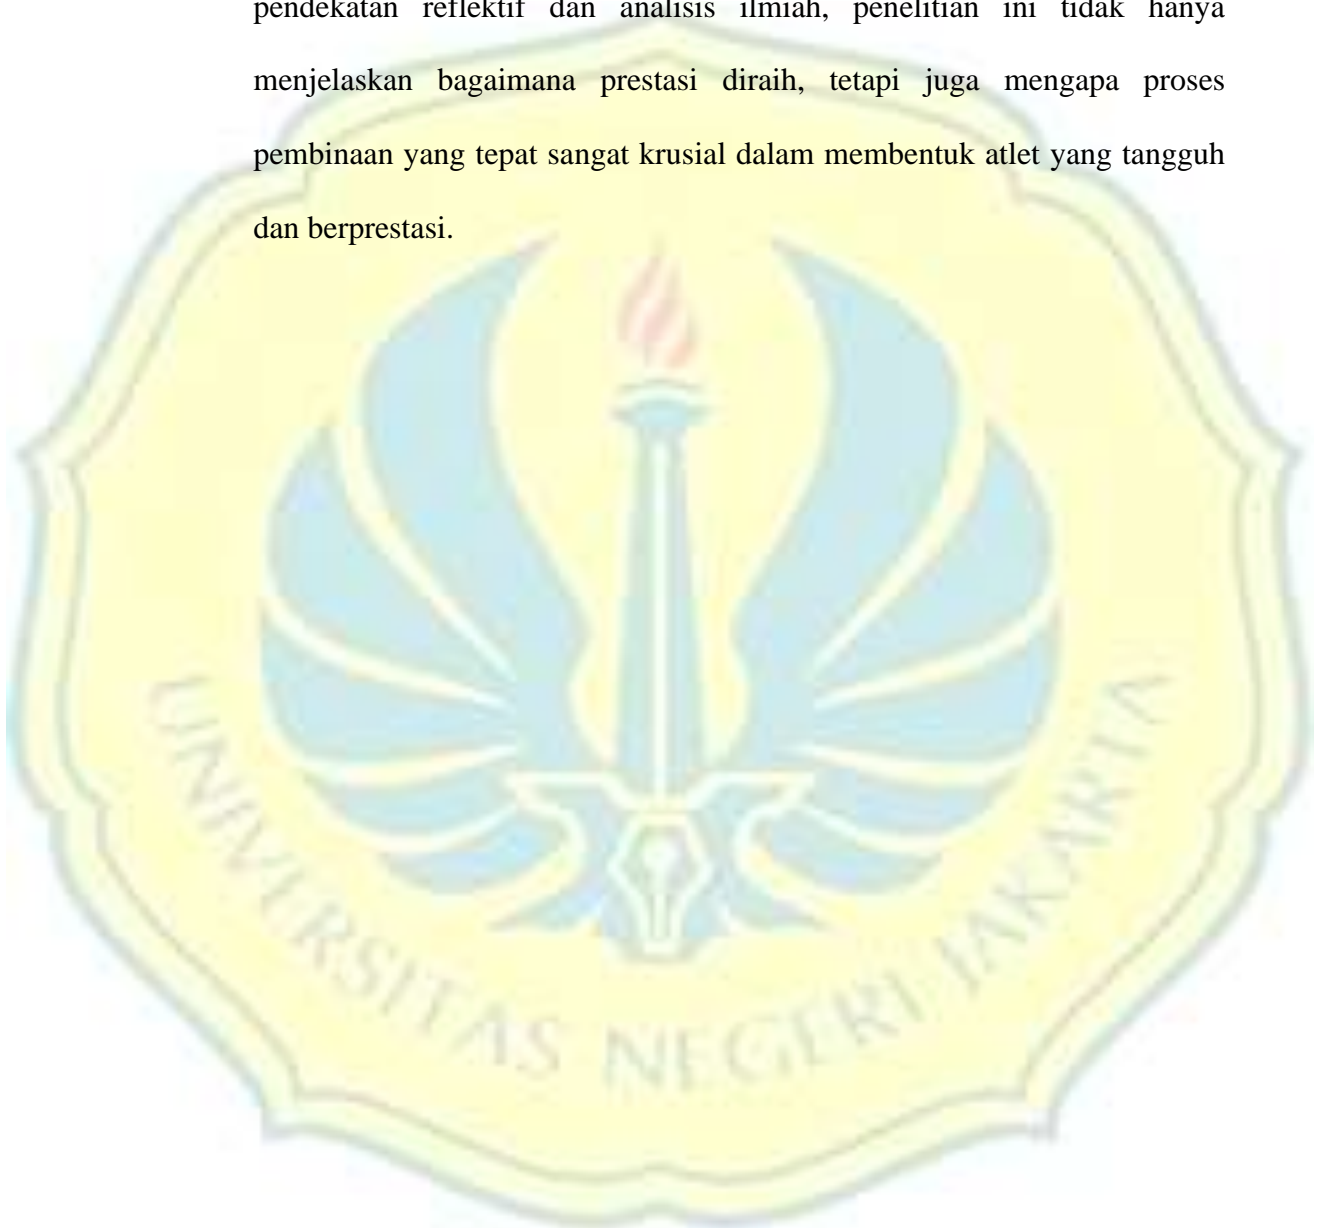 pendekatan reflektif dan analisis ilmiah, penelitian ini tidak hanya
menjelaskan bagaimana prestasi diraih, tetapi juga mengapa proses
pembinaan yang tepat sangat krusial dalam membentuk atlet yang tangguh
dan berprestasi.
UNIVERSITAS NEGERI JAKARTA